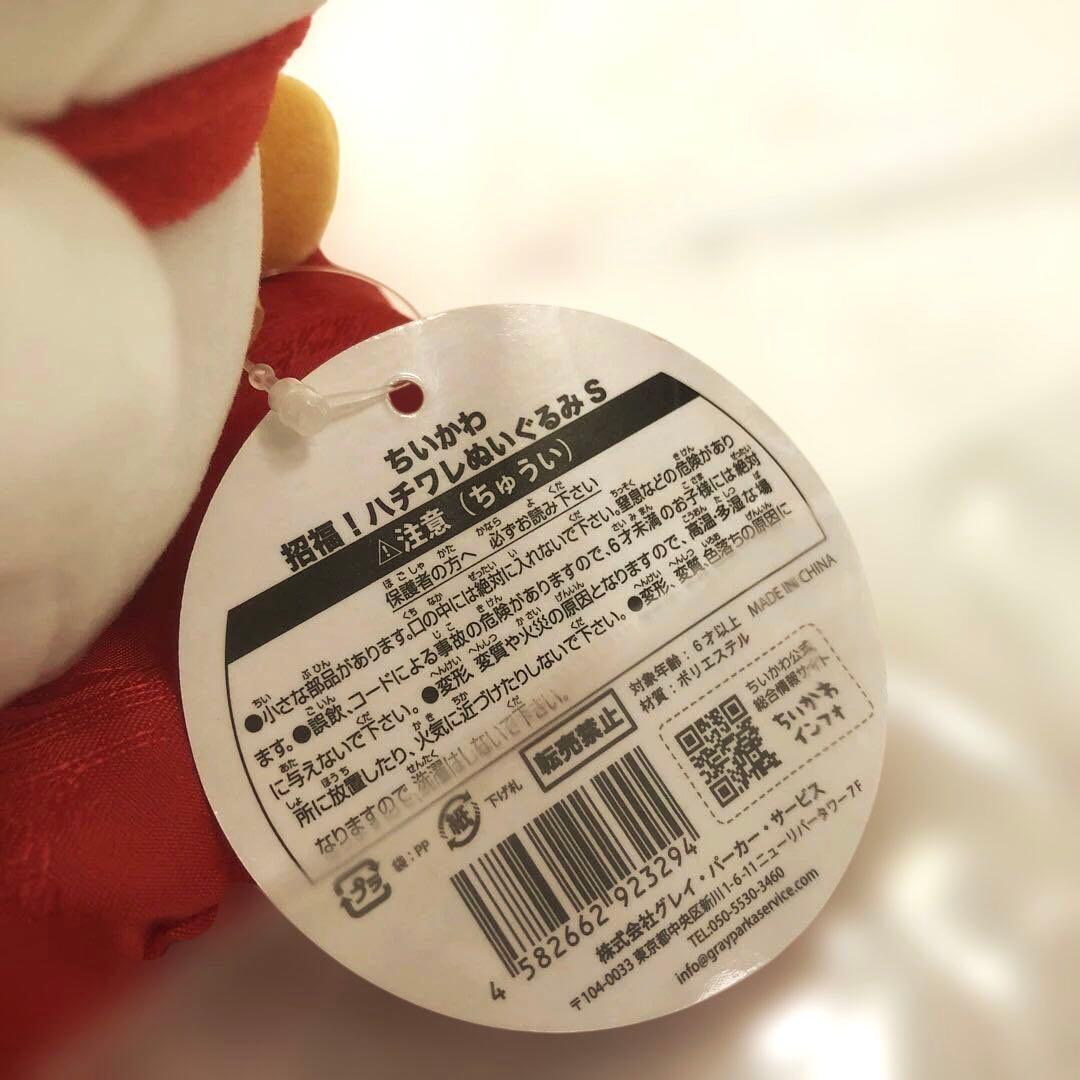 ちいかわ
招福！ハチワレぬいぐるみ S
⚠注意（ちゅうい）
保護者の方へ 必ずお読み下さい
●小さな部品があります。口の中には絶対に入れないで下さい。窒息などの危険があり
ます。●誤飲、コードによる事故の危険がありますので、6才未満のお子様には絶対
に与えないで下さい。●変形、変質や火災の原因となりますので、高温・多湿な場
所に放置したり、火気に近づけたりしないで下さい。●変形、変質、色落ちの原因に
なりますので、洗濯はしないで下さい。
対象年齢：6才以上
材質：ポリエステル
MADE IN CHINA
転売禁止
プラ
袋：PP
紙
下げ札
ちいかわ公式
総合情報サイト
ちいかわ
インフォ
4 582662 923294
株式会社グレイ・パーカー・サービス
〒104-0033 東京都中央区新川1-6-11ニューリバータワー7F
TEL:050-5530-3460
info@grayparkaservice.com